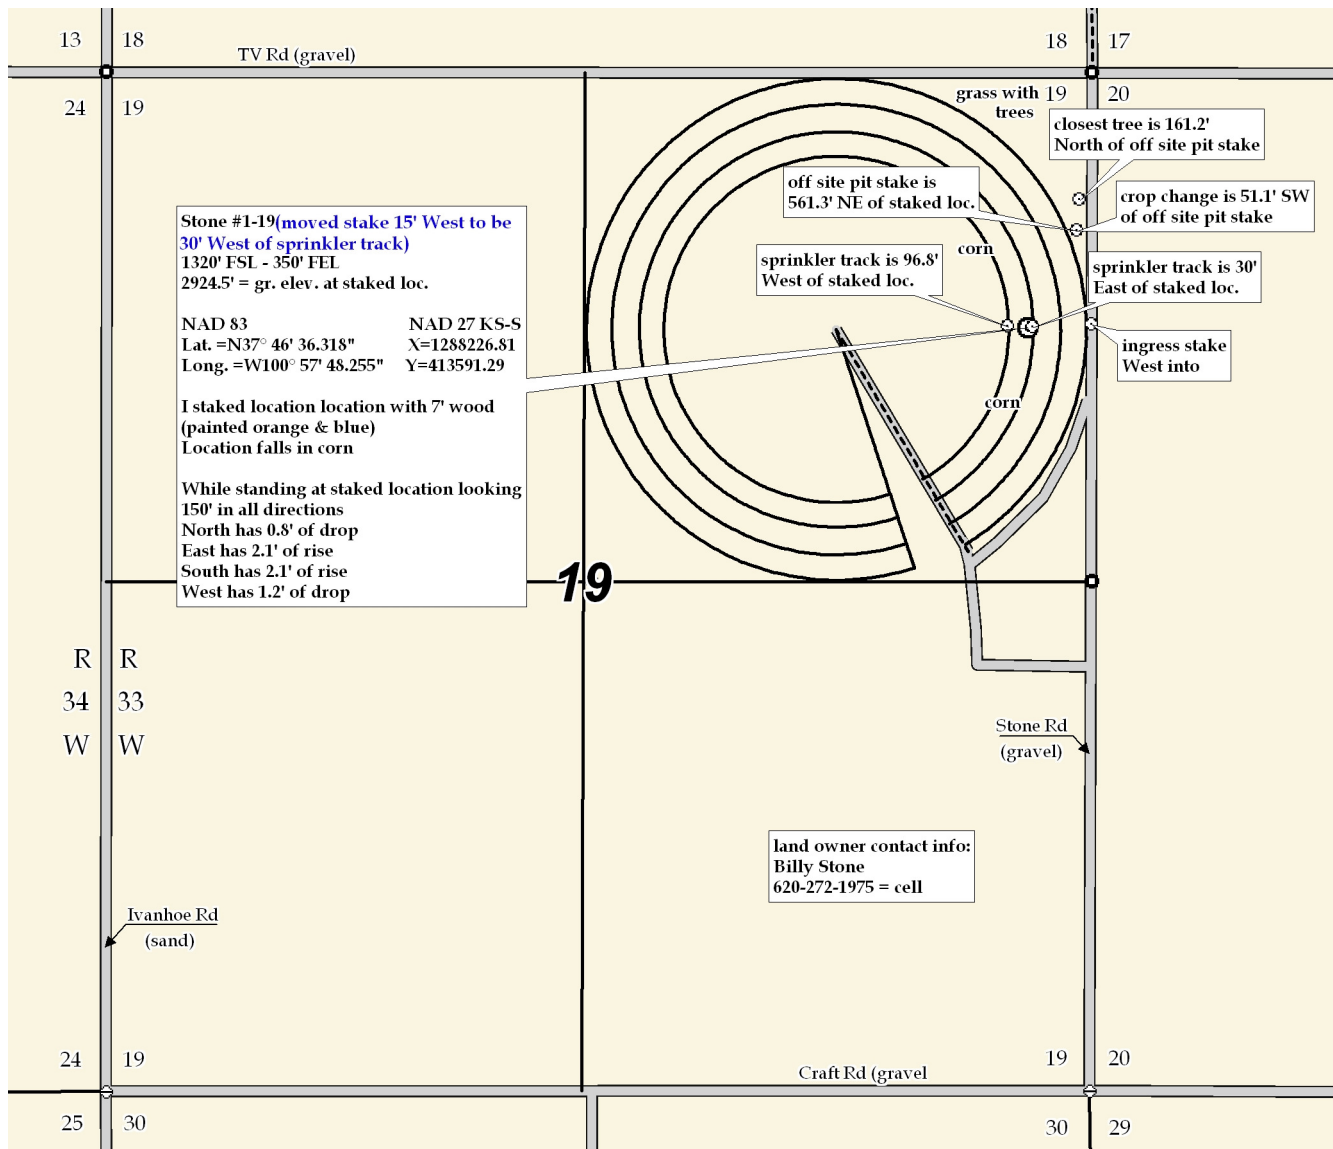 13 18
18 17
TV Rd (gravel)
24 19
grass with
trees
19 20
closest tree is 161.2'
North of off site pit stake
off site pit stake is
561.3' NE of staked loc.
crop change is 51.1' SW
of off site pit stake
Stone #1-19(moved stake 15' West to be
30' West of sprinkler track)
1320' FSL - 350' FEL
2924.5' = gr. elev. at staked loc.
NAD 83 NAD 27 KS-S
Lat. =N37° 46' 36.318" X=1288226.81
Long. =W100° 57' 48.255" Y=413591.29
I staked location location with 7' wood
(painted orange & blue)
Location falls in corn
While standing at staked location looking
150' in all directions
North has 0.8' of drop
East has 2.1' of rise
South has 2.1' of rise
West has 1.2' of drop
corn
sprinkler track is 96.8'
West of staked loc.
sprinkler track is 30'
East of staked loc.
ingress stake
West into
corn
19
R R
34 33
W W
Stone Rd
(gravel)
land owner contact info:
Billy Stone
620-272-1975 = cell
Ivanhoe Rd
(sand)
24 19
19 20
Craft Rd (gravel
25 30
30 29